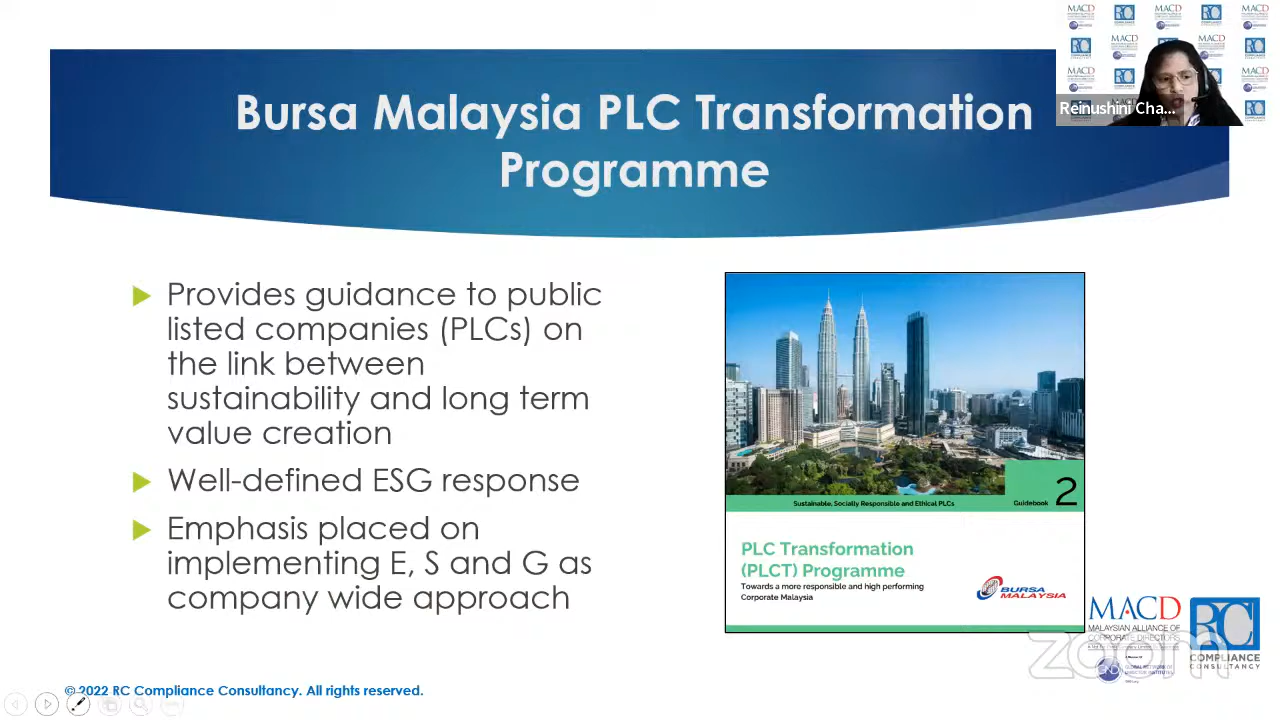 Bursa Malaysia PLC Transformation
Programme
Reinushini Cha...
Provides guidance to public
listed companies (PLCs) on
the link between
sustainability and long term
value creation
Well-defined ESG response
Emphasis placed on
implementing E, S and G as
company wide approach
Sustainable, Socially Responsible and Ethical PLCs
Guidebook 2
PLC Transformation
(PLCT) Programme
Towards a more responsible and high performing
Corporate Malaysia
BURSA
MALAYSIA
MACD
MALAYSIAN ALLIANCE OF
CORPORATE DIRECTORS
RC
COMPLIANCE
CONSULTANCY
zoom
© 2022 RC Compliance Consultancy. All rights reserved.